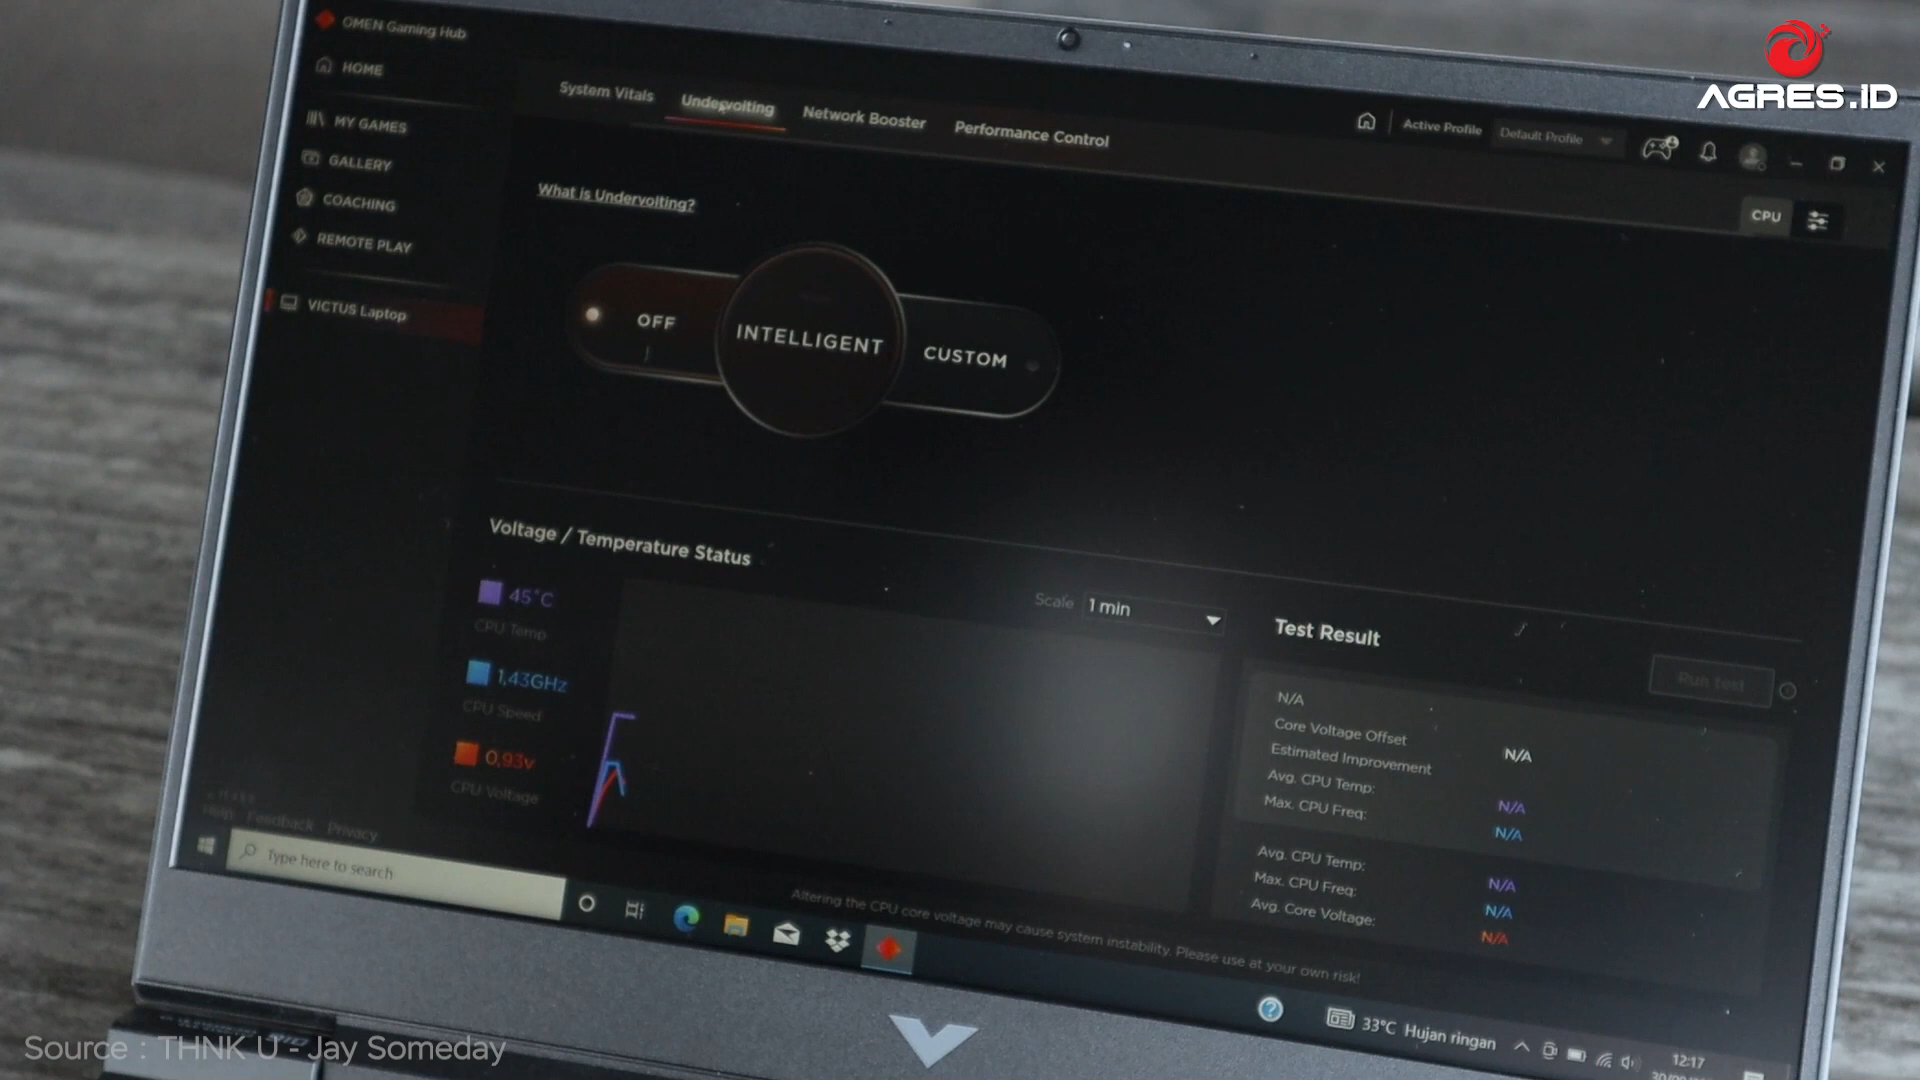 OMEN Gaming Hub
AGRES.ID
HOME
MY GAMES
GALLERY
COACHING
REMOTE PLAY
VICTUS Laptop
System Vitals
Undervolting
Network Booster
Performance Control
Active Profile
Default Profile
CPU
What is Undervolting?
OFF
INTELLIGENT
CUSTOM
Voltage / Temperature Status
45°C
CPU Temp
1,43GHz
CPU Speed
0,93v
CPU Voltage
Scale 1 min
Test Result
Run test
N/A
Core Voltage Offset
Estimated Improvement N/A
Avg. CPU Temp: N/A
Max. CPU Freq: N/A
Avg. CPU Temp: N/A
Max. CPU Freq: N/A
Avg. Core Voltage: N/A
Help Feedback Privacy
Altering the CPU core voltage may cause system instability. Please use at your own risk!
Type here to search
33°C Hujan ringan
12:17
Source : THNK U - Jay Someday